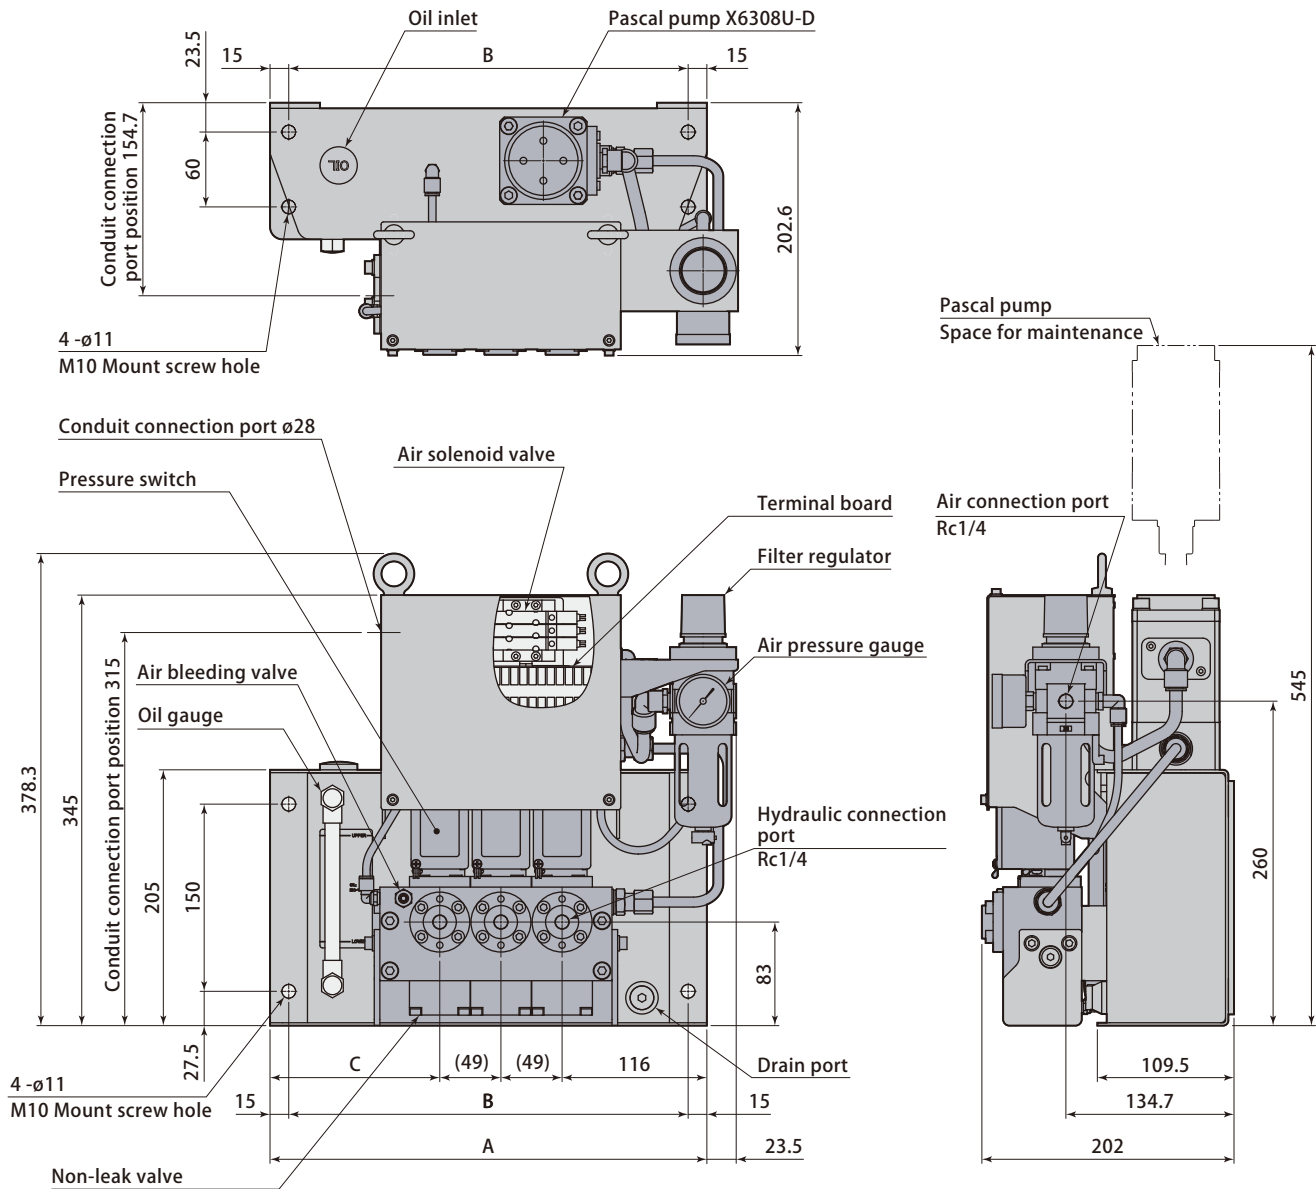 Oil inlet
Pascal pump X6308U-D
23.5
15
B
15
Conduit connection
port position 154.7
60
OIL
202.6
4 -ø11
M10 Mount screw hole
Pascal pump
Space for maintenance
Conduit connection port ø28
Air solenoid valve
Pressure switch
Terminal board
Air connection port
Rc1/4
Filter regulator
Air pressure gauge
Air bleeding valve
Oil gauge
378.3
345
Conduit connection port position 315
205
150
UPPER
Hydraulic connection
port
Rc1/4
545
260
83
27.5
C
(49)
(49)
116
Drain port
109.5
4 -ø11
M10 Mount screw hole
15
B
15
134.7
A
23.5
202
Non-leak valve